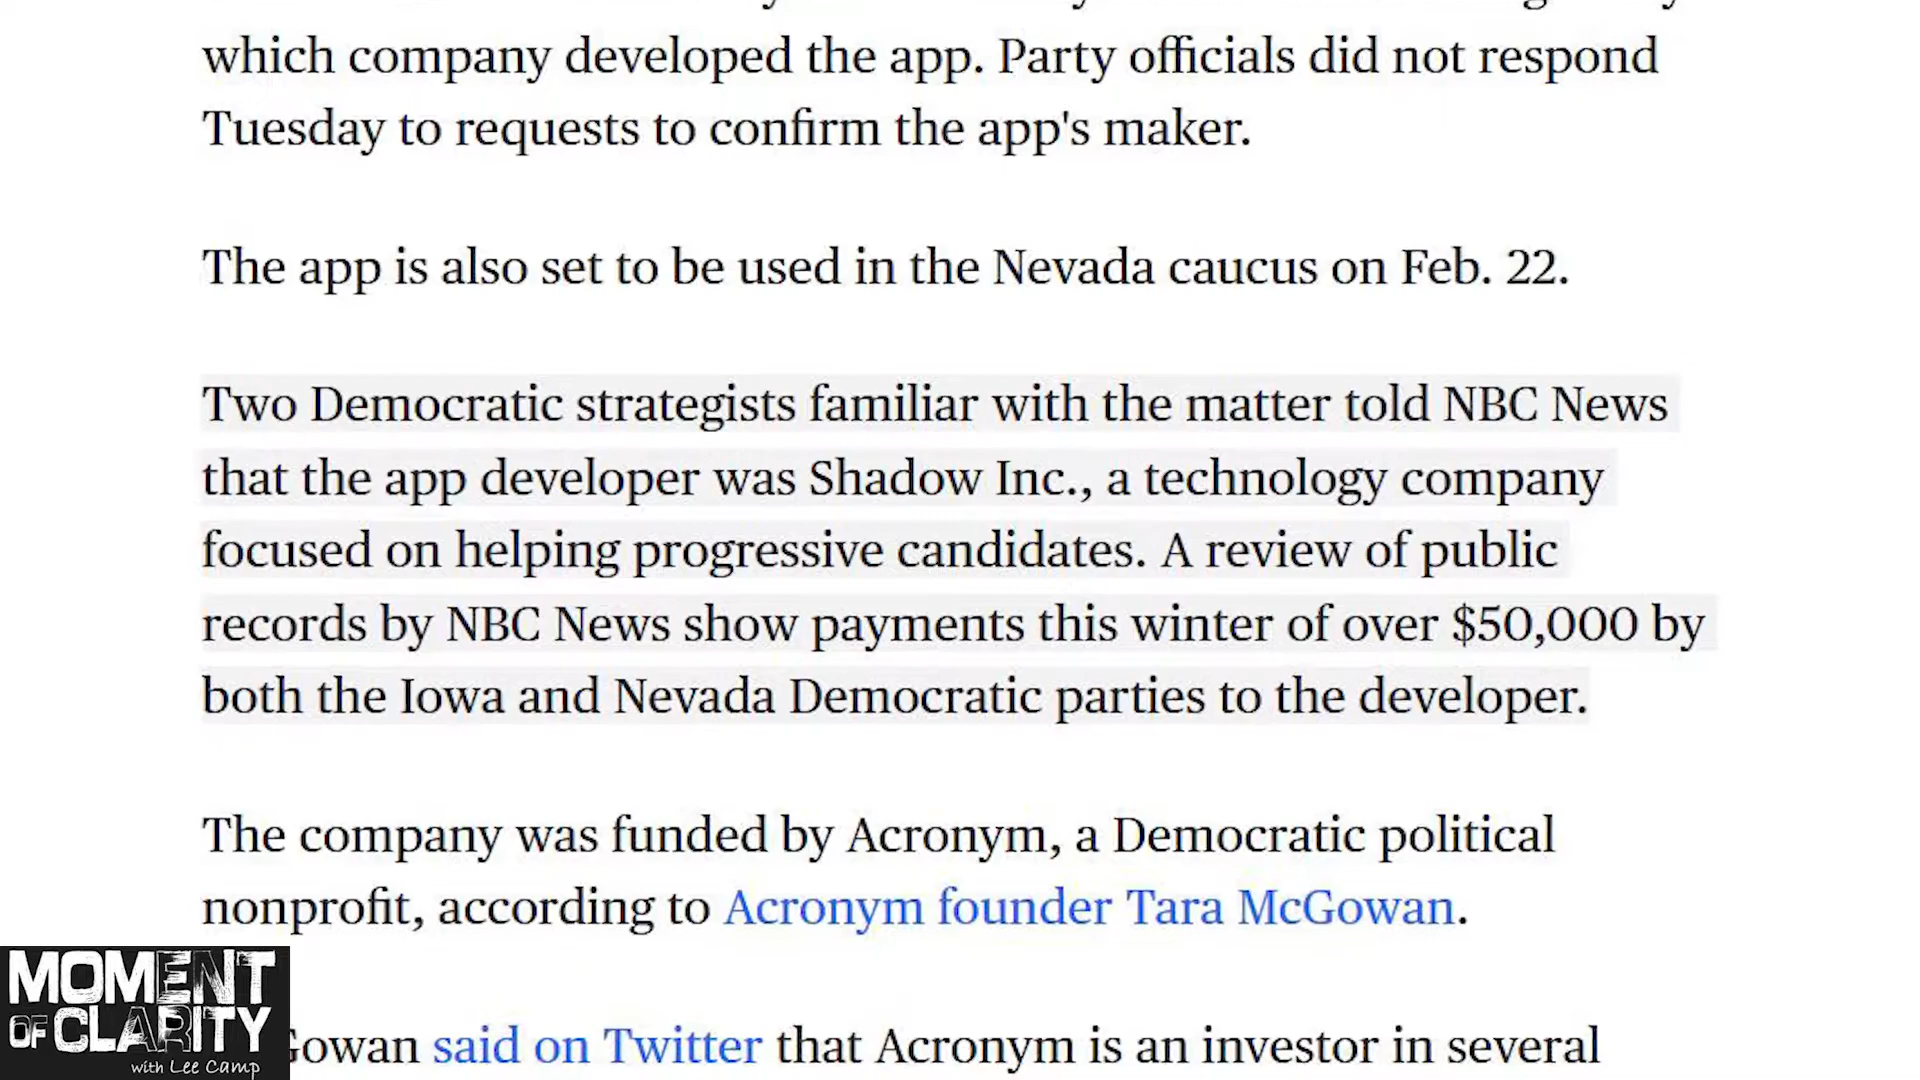 which company developed the app. Party officials did not respond
Tuesday to requests to confirm the app's maker.
The app is also set to be used in the Nevada caucus on Feb. 22.
Two Democratic strategists familiar with the matter told NBC News
that the app developer was Shadow Inc., a technology company
focused on helping progressive candidates. A review of public
records by NBC News show payments this winter of over $50,000 by
both the Iowa and Nevada Democratic parties to the developer.
The company was funded by Acronym, a Democratic political
nonprofit, according to Acronym founder Tara McGowan.
Gowan said on Twitter that Acronym is an investor in several
MOMENT
OF CLARITY
with Lee Camp